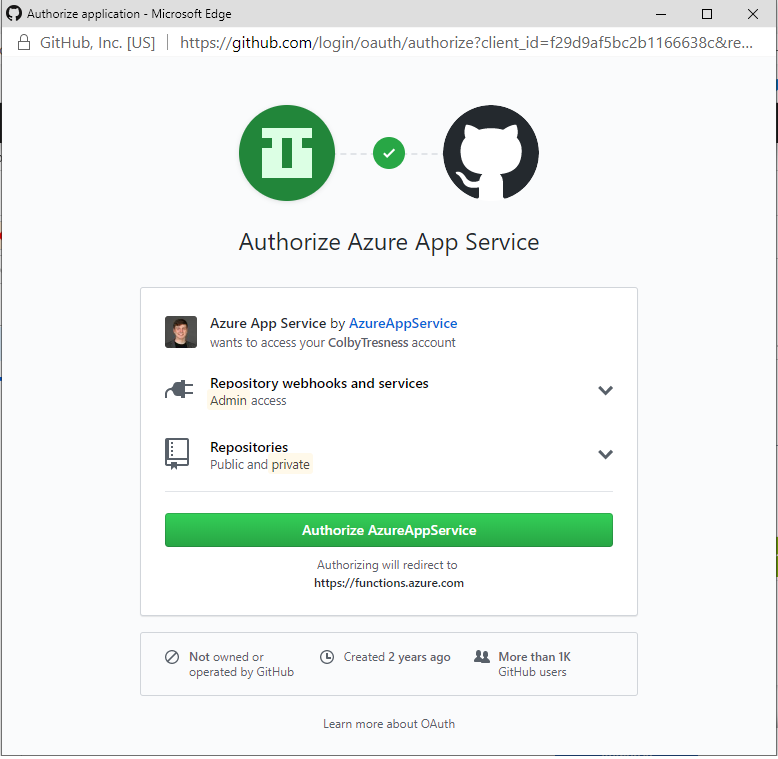 Authorize application - Microsoft Edge
GitHub, Inc. [US] https://github.com/login/oauth/authorize?client_id=f29d9af5bc2b1166638c&re...
Authorize Azure App Service
Azure App Service by AzureAppService
wants to access your ColbyTresness account
Repository webhooks and services
Admin access
Repositories
Public and private
Authorize AzureAppService
Authorizing will redirect to
https://functions.azure.com
Not owned or
operated by GitHub
Created 2 years ago
More than 1K
GitHub users
Learn more about OAuth